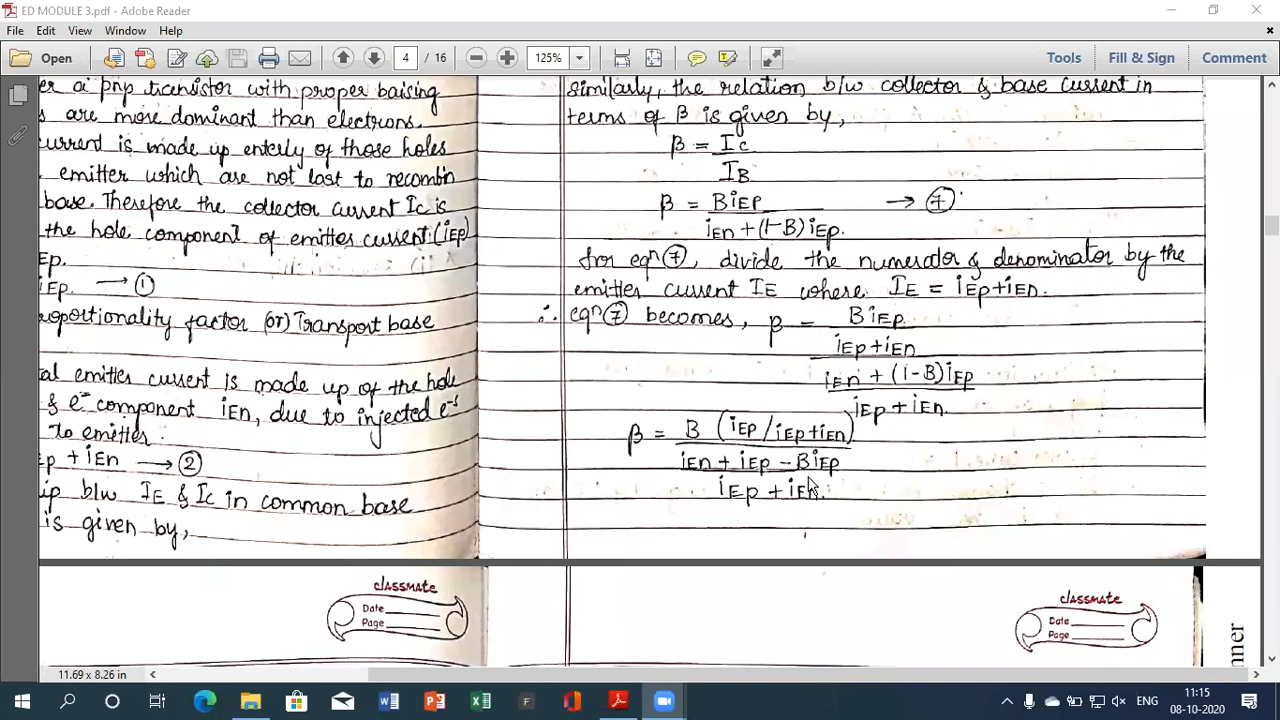 ED MODULE 3.pdf - Adobe Reader
File Edit View Window Help
Open 4 / 16 125% Tools Fill & Sign Comment
er a pnp transistor with proper baising
s are more dominant than electrons.
current is made up enterly of those holes
emitter which are not lost to recombin
base. Therefore the collector current Ic is
the hole component of emitter current (iEp)
Ep.
iEp. → ①
oportionality factor (or) Transport base
al emitter current is made up of the hole
& e⁻ component iEn, due to injected e⁻s
to emitter.
Ep + iEn → ②
ip b/w IE & Ic in common base
is given by,
similarly, the relation b/w collector & base current in
terms of β is given by,
β = Ic
IB
β = BiEp → ⑦
iEn + (1-B)iEp.
for eqn ⑦, divide the numerator & denominator by the
emitter current IE where IE = iEp+iEn.
∴ eqn ⑦ becomes, β = BiEp
iEp+iEn
iEn + (1-B)iEp
iEp + iEn.
β = B (iEp/iEp+iEn)
iEn + iEp - BiEp
iEp + iEn.
classmate
Date
Page
classmate
Date
Page
nner
11.69 x 8.26 in
ENG 11:15
08-10-2020